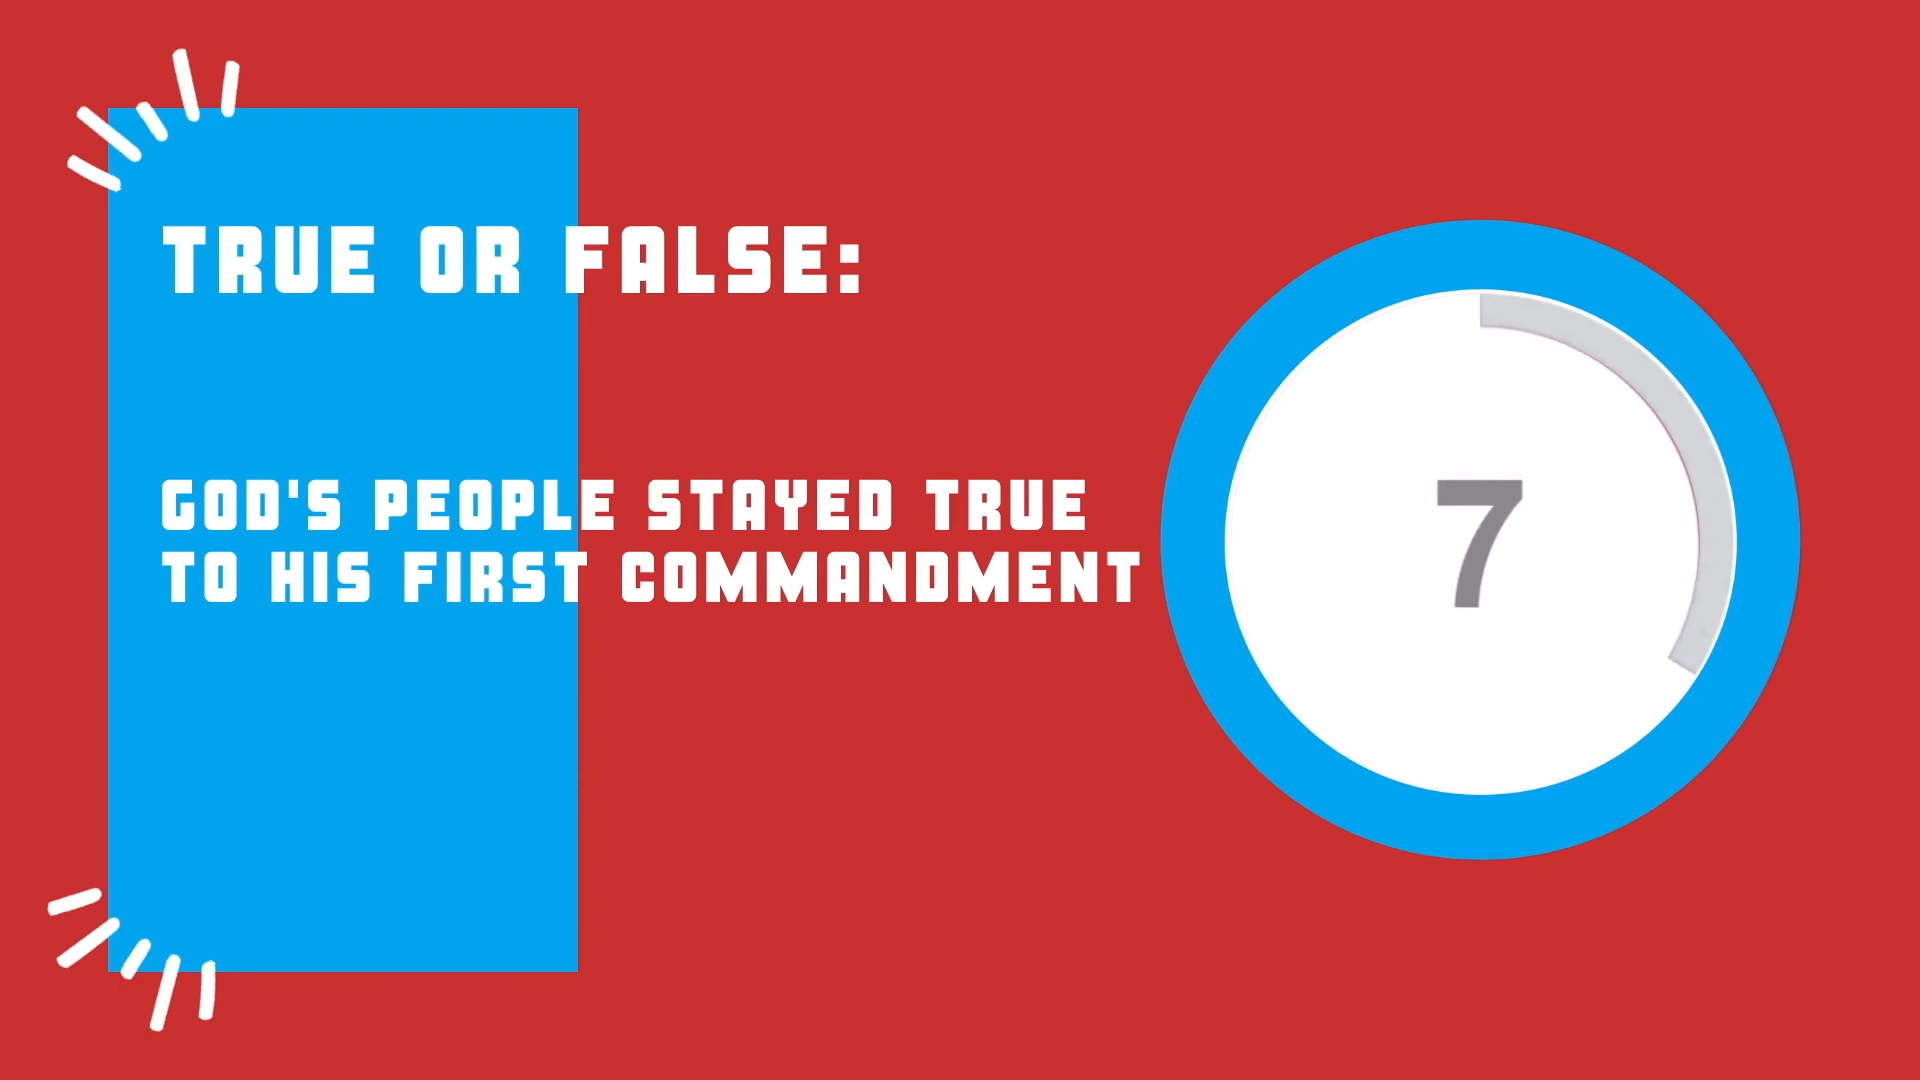 TRUE OR FALSE:
GOD'S PEOPLE STAYED TRUE
TO HIS FIRST COMMANDMENT
7